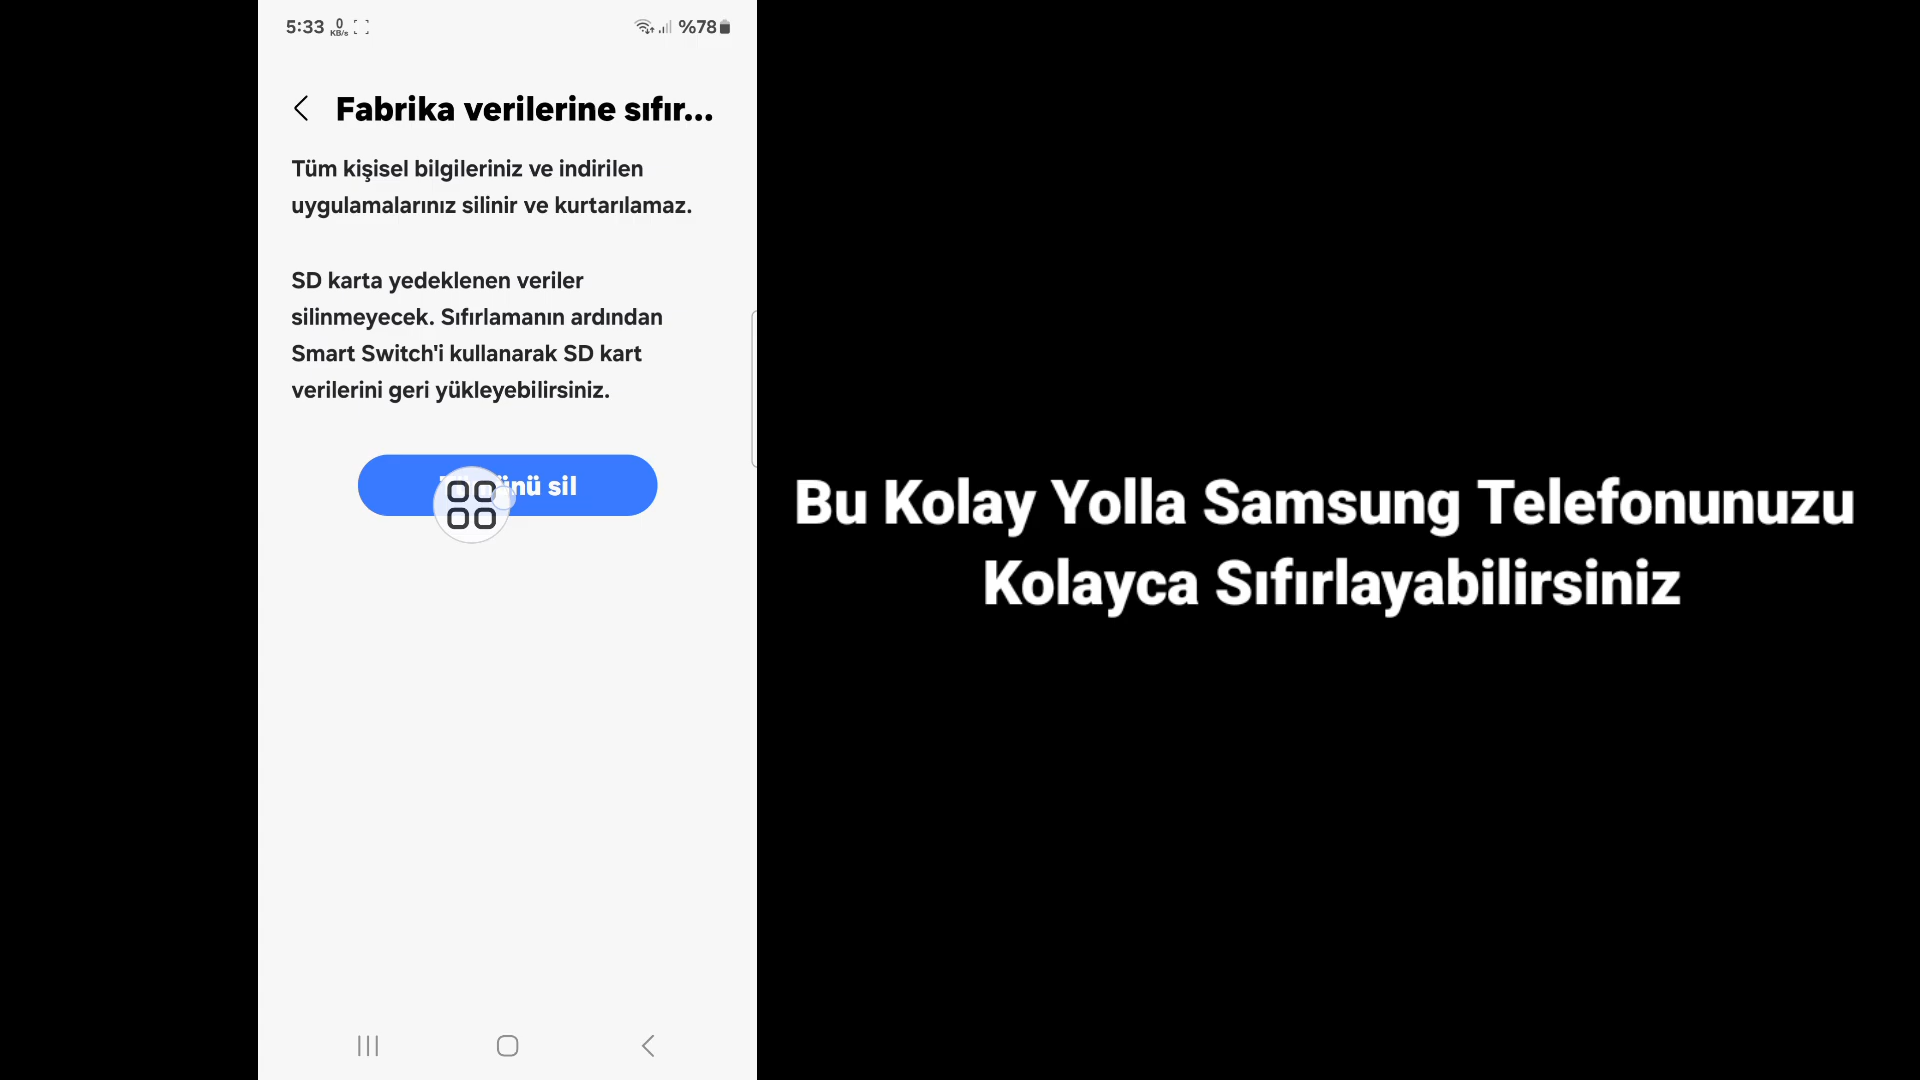 5:33 0 KB/s %78
Fabrika verilerine sıfır...
Tüm kişisel bilgileriniz ve indirilen
uygulamalarınız silinir ve kurtarılamaz.
SD karta yedeklenen veriler
silinmeyecek. Sıfırlamanın ardından
Smart Switch'i kullanarak SD kart
verilerini geri yükleyebilirsiniz.
sil
Bu Kolay Yolla Samsung Telefonunuzu
Kolayca Sıfırlayabilirsiniz